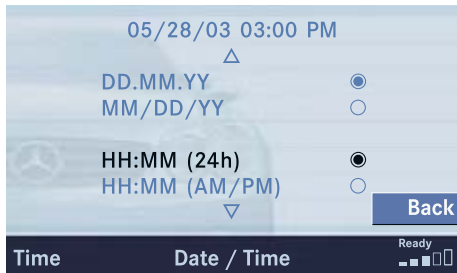 05/28/03 03:00 PM
DD.MM.YY
MM/DD/YY
HH:MM (24h)
HH:MM (AM/PM)
Back
Ready
Time Date / Time